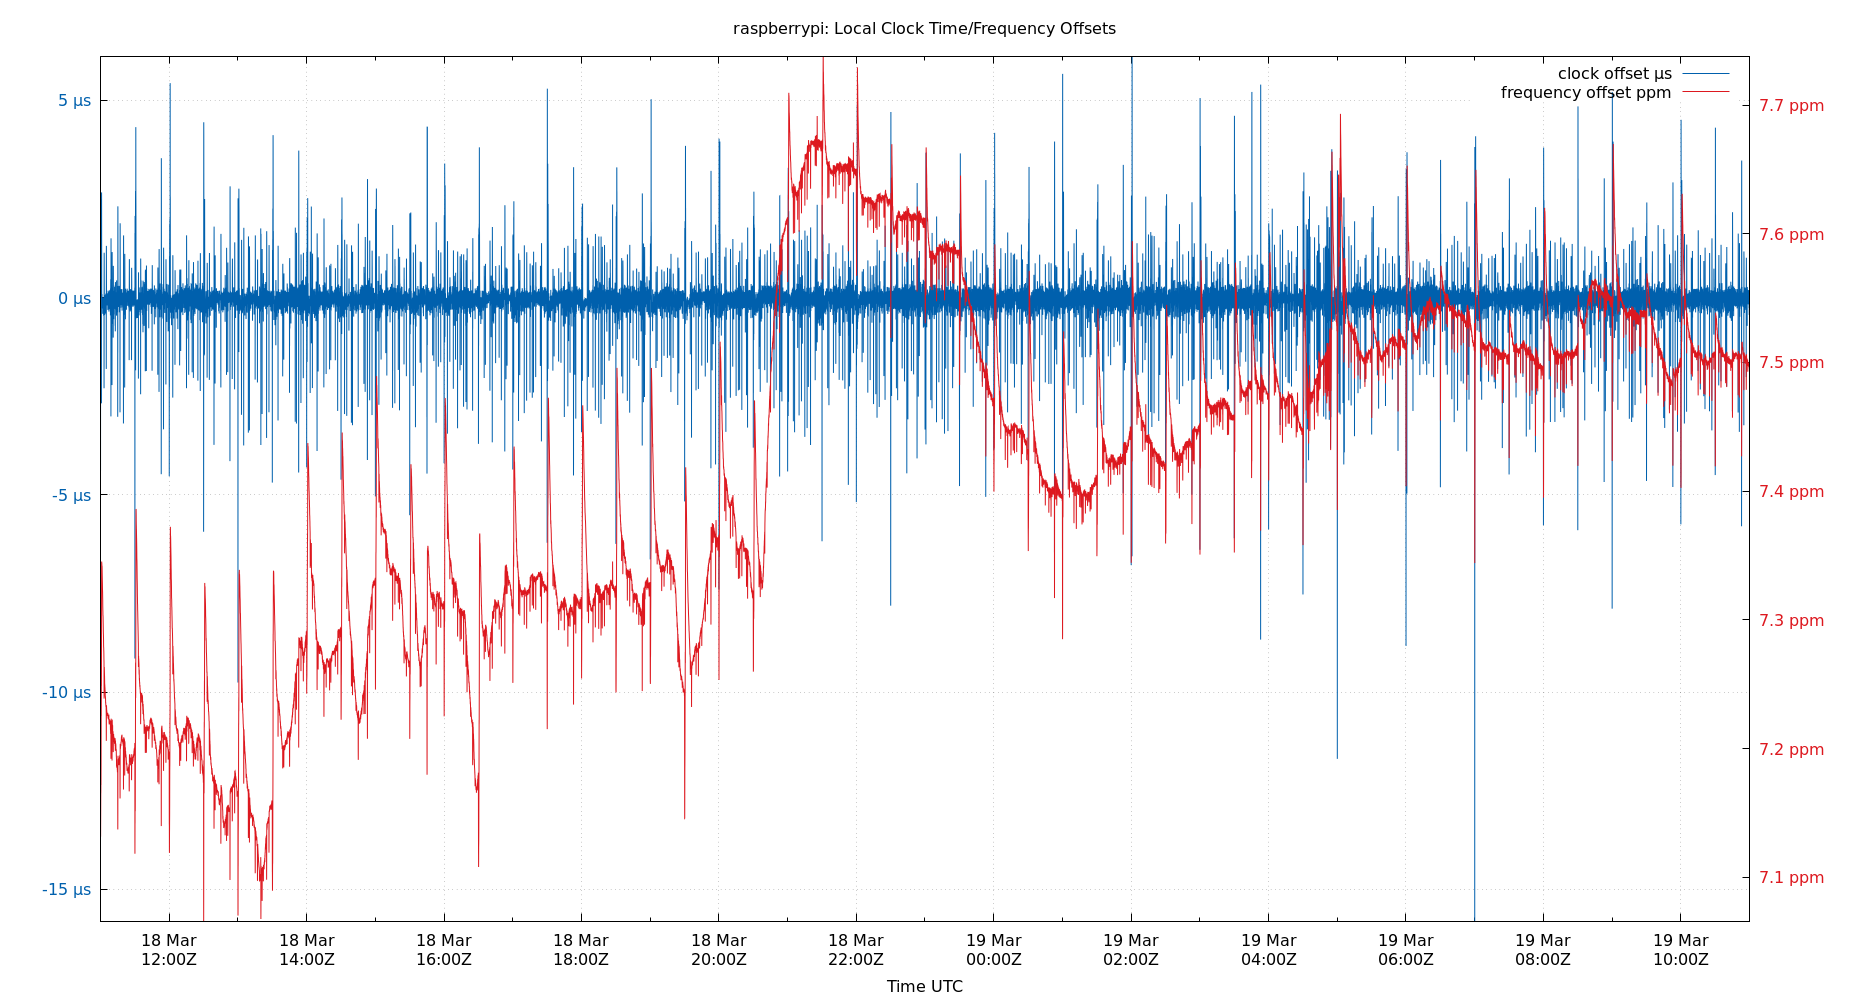 raspberrypi: Local Clock Time/Frequency Offsets
clock offset µs
frequency offset ppm
5 µs
0 µs
-5 µs
-10 µs
-15 µs
7.7 ppm
7.6 ppm
7.5 ppm
7.4 ppm
7.3 ppm
7.2 ppm
7.1 ppm
18 Mar 18 Mar 18 Mar 18 Mar 18 Mar 18 Mar 19 Mar 19 Mar 19 Mar 19 Mar 19 Mar 19 Mar
12:00Z 14:00Z 16:00Z 18:00Z 20:00Z 22:00Z 00:00Z 02:00Z 04:00Z 06:00Z 08:00Z 10:00Z
Time UTC